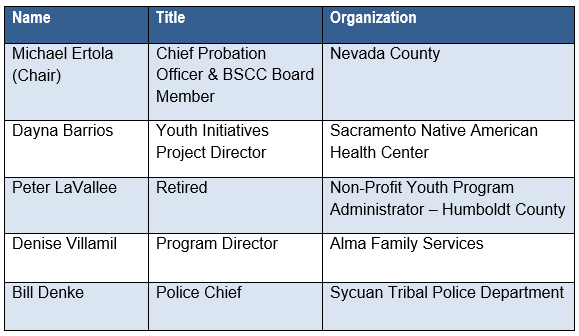 Name Title Organization
Michael Ertola Chief Probation Nevada County
(Chair) Officer & BSCC Board
Member
Dayna Barrios Youth Initiatives Sacramento Native American
Project Director Health Center
Peter LaVallee Retired Non-Profit Youth Program
Administrator – Humboldt County
Denise Villamil Program Director Alma Family Services
Bill Denke Police Chief Sycuan Tribal Police Department